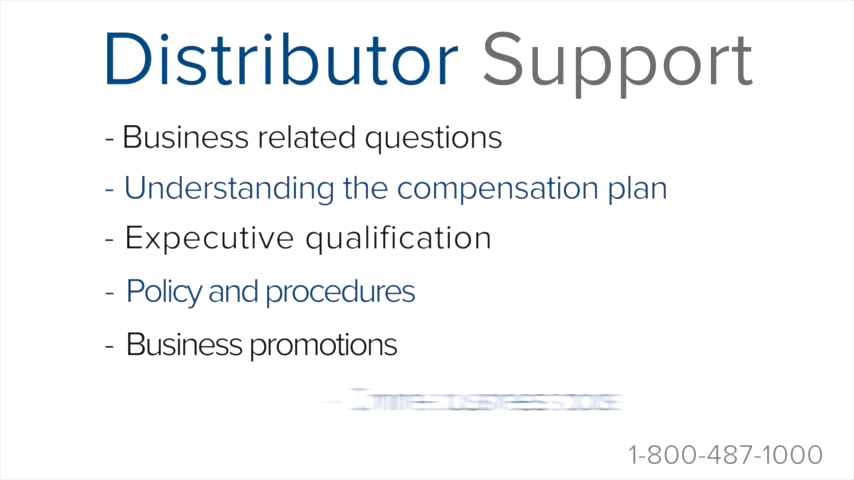 Distributor Support
- Business related questions
- Understanding the compensation plan
- Expecutive qualification
- Policy and procedures
- Business promotions
1-800-487-1000